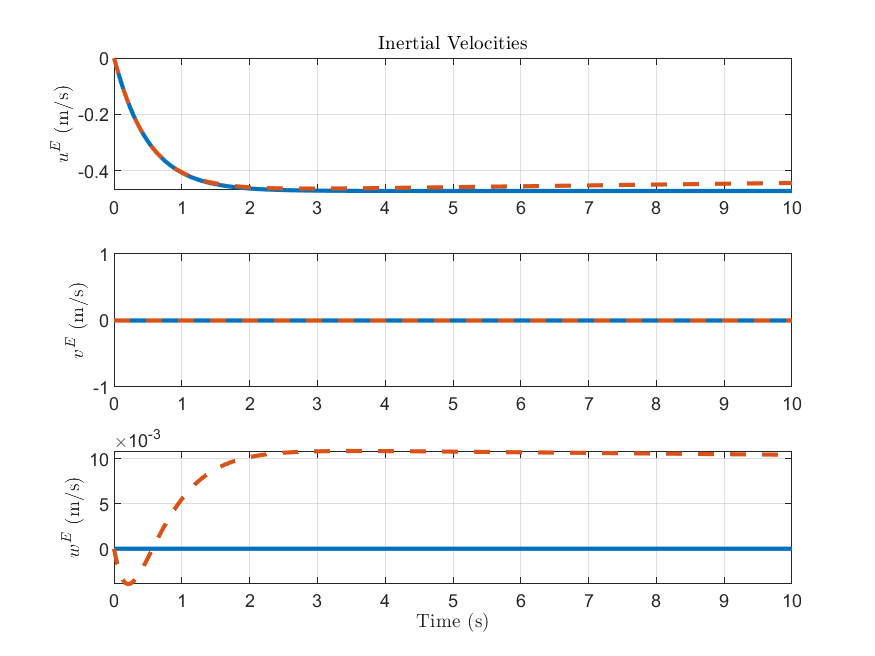 Inertial Velocities
0
-0.2
-0.4
u^E (m/s)
0 1 2 3 4 5 6 7 8 9 10
1
0
-1
v^E (m/s)
0 1 2 3 4 5 6 7 8 9 10
×10^-3
10
5
0
w^E (m/s)
0 1 2 3 4 5 6 7 8 9 10
Time (s)